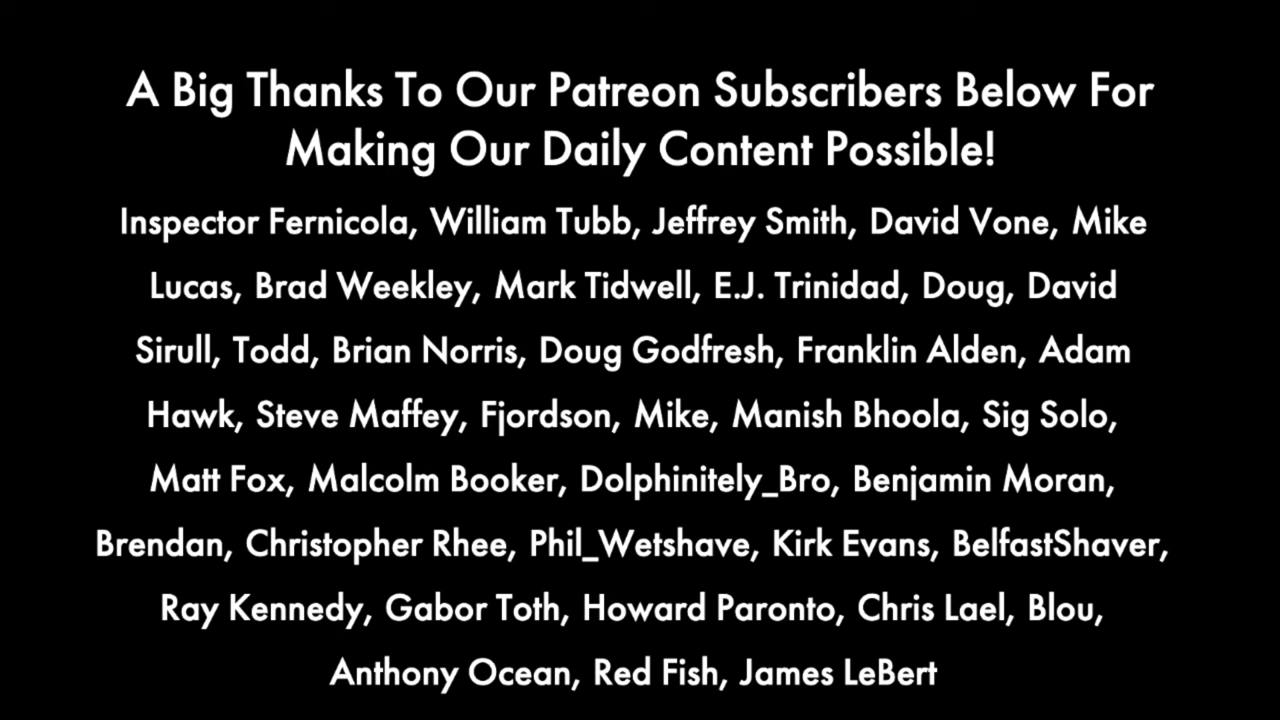 A Big Thanks To Our Patreon Subscribers Below For
Making Our Daily Content Possible!
Inspector Fernicola, William Tubb, Jeffrey Smith, David Vone, Mike
Lucas, Brad Weekley, Mark Tidwell, E.J. Trinidad, Doug, David
Sirull, Todd, Brian Norris, Doug Godfresh, Franklin Alden, Adam
Hawk, Steve Maffey, Fjordson, Mike, Manish Bhoola, Sig Solo,
Matt Fox, Malcolm Booker, Dolphinitely_Bro, Benjamin Moran,
Brendan, Christopher Rhee, Phil_Wetshave, Kirk Evans, BelfastShaver,
Ray Kennedy, Gabor Toth, Howard Paronto, Chris Lael, Blou,
Anthony Ocean, Red Fish, James LeBert